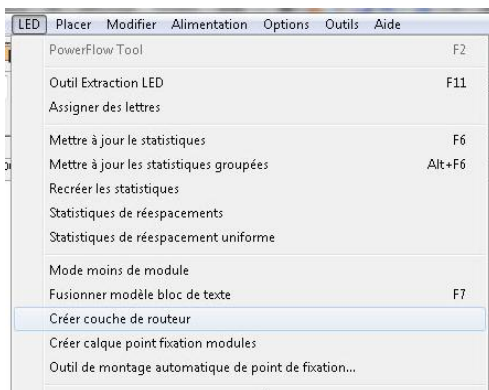 LED Placer Modifier Alimentation Options Outils Aide
PowerFlow Tool F2
Outil Extraction LED F11
Assigner des lettres
Mettre à jour le statistiques F6
Mettre à jour les statistiques groupées Alt+F6
Recréer les statistiques
Statistiques de réespacements
Statistiques de réespacement uniforme
Mode moins de module
Fusionner modèle bloc de texte F7
Créer couche de routeur
Créer calque point fixation modules
Outil de montage automatique de point de fixation...